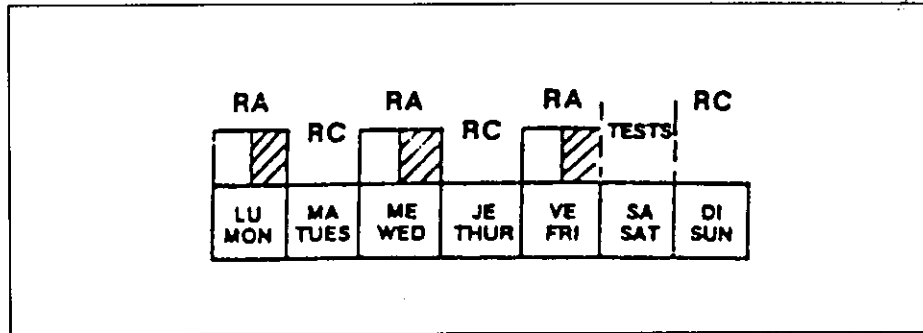 RA RA RA RC
RC RC TESTS
LU MA ME JE VE SA DI
MON TUES WED THUR FRI SAT SUN